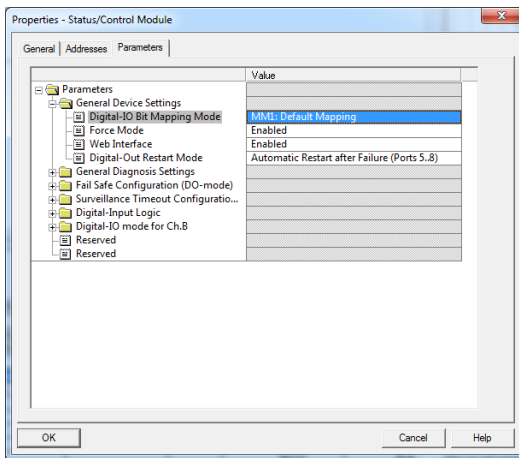 Properties - Status/Control Module
General Addresses Parameters
Value
Parameters
General Device Settings
Digital-IO Bit Mapping Mode MM1: Default Mapping
Force Mode Enabled
Web Interface Enabled
Digital-Out Restart Mode Automatic Restart after Failure (Ports 5..8)
General Diagnosis Settings
Fail Safe Configuration (DO-mode)
Surveillance Timeout Configuratio...
Digital-Input Logic
Digital-IO mode for Ch.B
Reserved
Reserved
OK Cancel Help